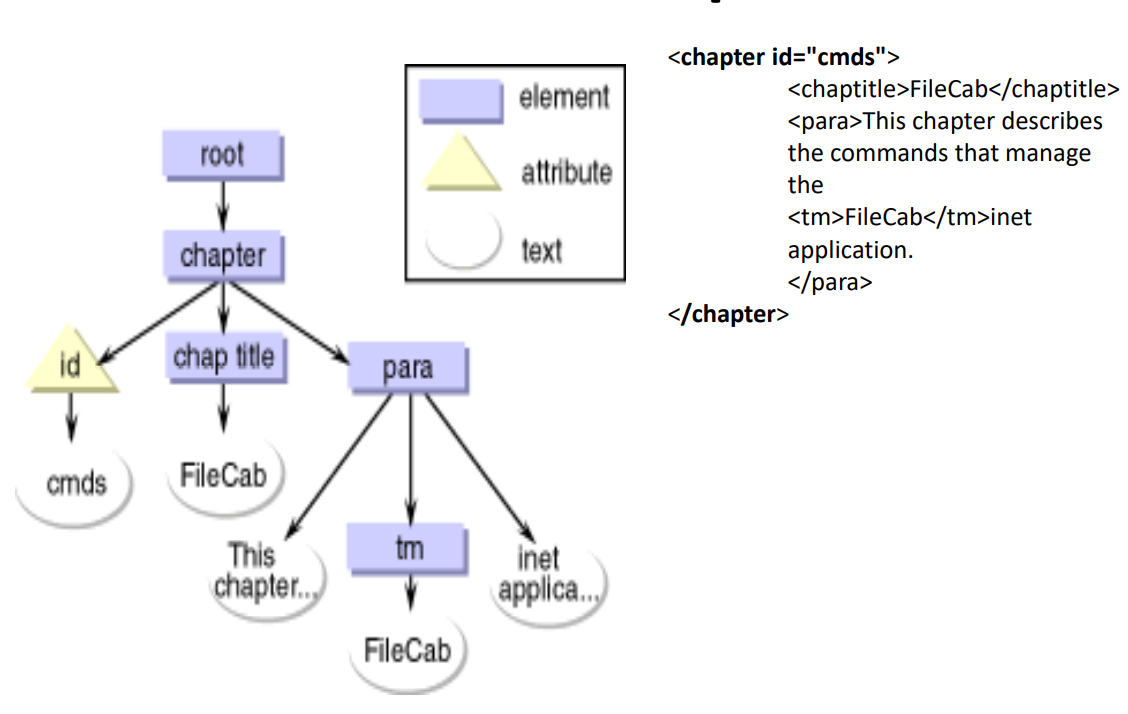 element
attribute
text
root
chapter
id
chap title
para
cmds
FileCab
This
chapter...
tm
inet
applica...
FileCab
<chapter id="cmds">
<chaptitle>FileCab</chaptitle>
<para>This chapter describes
the commands that manage
the
<tm>FileCab</tm>inet
application.
</para>
</chapter>